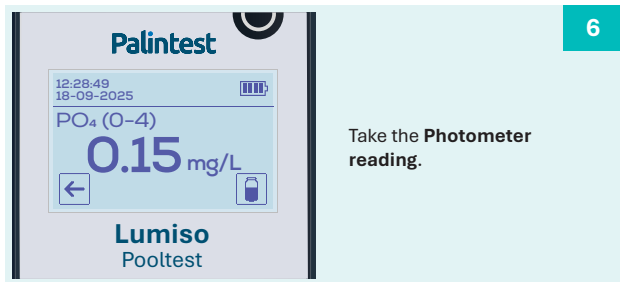 6
Palintest
12:28:49
18-09-2025
PO₄ (0-4)
0.15 mg/L
Lumiso
Pooltest
Take the Photometer
reading.